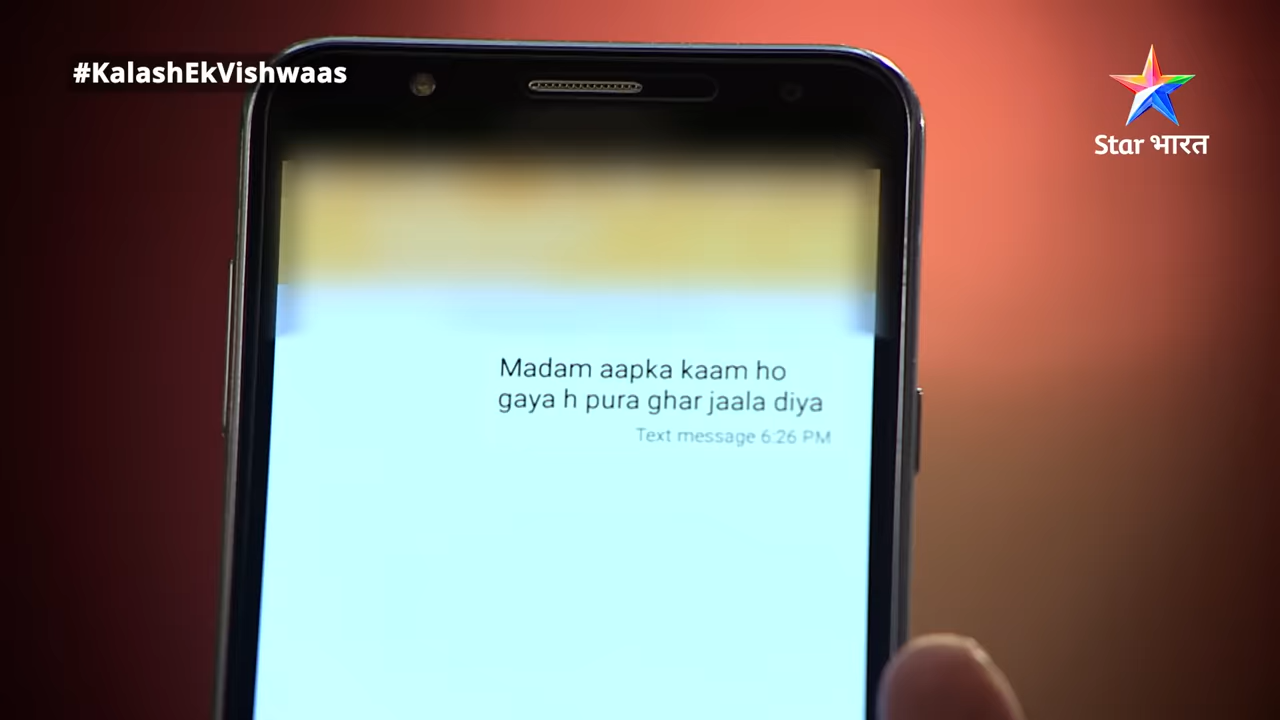 #KalashEkVishwaas
Star भारत
Madam aapka kaam ho
gaya h pura ghar jaala diya
Text message 6:26 PM